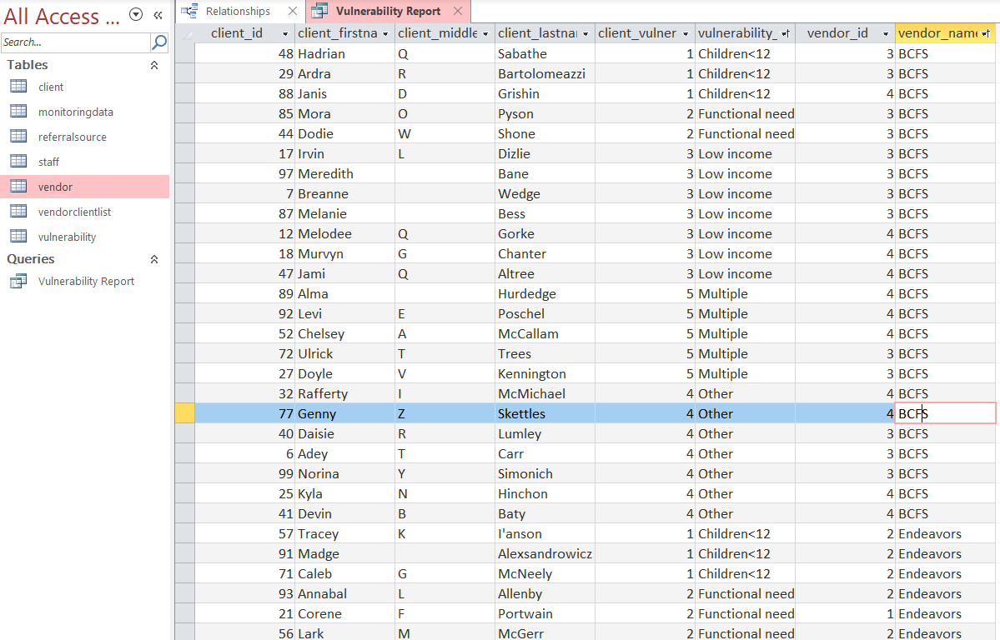 All Access ...
Search...
Tables
client
monitoringdata
referralsource
staff
vendor
vendorclientlist
vulnerability
Queries
Vulnerability Report
Relationships Vulnerability Report
client_id client_firstna client_middle client_lastnar client_vulner vulnerability_ vendor_id vendor_name
48 Hadrian Q Sabathe 1 Children<12 3 BCFS
29 Ardra R Bartolomeazzi 1 Children<12 3 BCFS
88 Janis D Grishin 1 Children<12 4 BCFS
85 Mora O Pyson 2 Functional need 3 BCFS
44 Dodie W Shone 2 Functional need 3 BCFS
17 Irvin L Dizlie 3 Low income 3 BCFS
97 Meredith Bane 3 Low income 3 BCFS
7 Breanne Wedge 3 Low income 3 BCFS
87 Melanie Bess 3 Low income 3 BCFS
12 Melodee Q Gorke 3 Low income 4 BCFS
18 Murvyn G Chanter 3 Low income 4 BCFS
47 Jami Q Altree 3 Low income 4 BCFS
89 Alma Hurdedge 5 Multiple 4 BCFS
92 Levi E Poschel 5 Multiple 4 BCFS
52 Chelsey A McCallam 5 Multiple 4 BCFS
72 Ulrick T Trees 5 Multiple 3 BCFS
27 Doyle V Kennington 5 Multiple 3 BCFS
32 Rafferty I McMichael 4 Other 4 BCFS
77 Genny Z Skettles 4 Other 4 BCFS
40 Daisie R Lumley 4 Other 3 BCFS
6 Adey T Carr 4 Other 3 BCFS
99 Norina Y Simonich 4 Other 3 BCFS
25 Kyla N Hinchon 4 Other 4 BCFS
41 Devin B Baty 4 Other 4 BCFS
57 Tracey K I'anson 1 Children<12 2 Endeavors
91 Madge Alexsandrowicz 1 Children<12 2 Endeavors
71 Caleb G McNeely 1 Children<12 2 Endeavors
93 Annabal L Allenby 2 Functional need 2 Endeavors
21 Corene F Portwain 2 Functional need 1 Endeavors
56 Lark M McGerr 2 Functional need 2 Endeavors